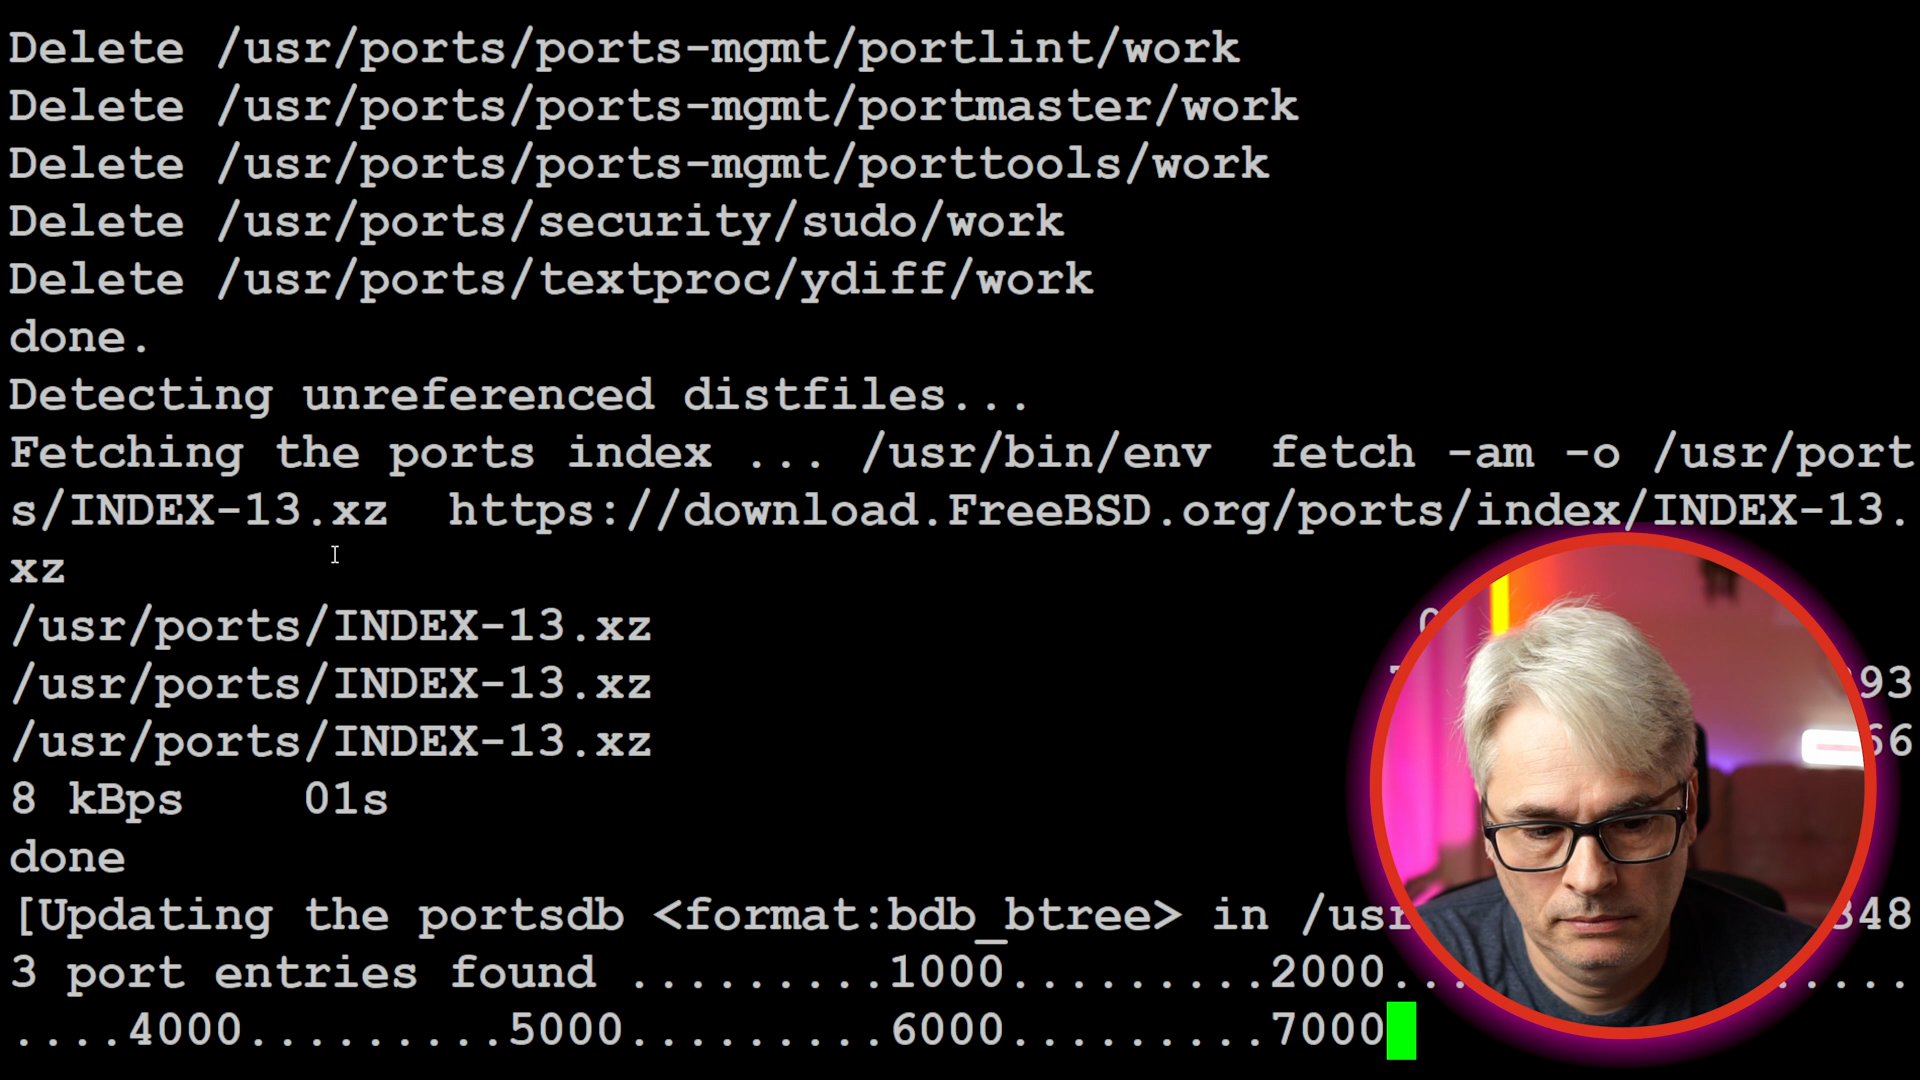 Delete /usr/ports/ports-mgmt/portlint/work
Delete /usr/ports/ports-mgmt/portmaster/work
Delete /usr/ports/ports-mgmt/porttools/work
Delete /usr/ports/security/sudo/work
Delete /usr/ports/textproc/ydiff/work
done.
Detecting unreferenced distfiles...
Fetching the ports index ... /usr/bin/env  fetch -am -o /usr/port
s/INDEX-13.xz  https://download.FreeBSD.org/ports/index/INDEX-13.
xz
/usr/ports/INDEX-13.xz
/usr/ports/INDEX-13.xz 93
/usr/ports/INDEX-13.xz 66
8 kBps    01s
done
[Updating the portsdb <format:bdb_btree> in /usr 348
3 port entries found .........1000.........2000... .....
....4000.........5000.........6000.........7000